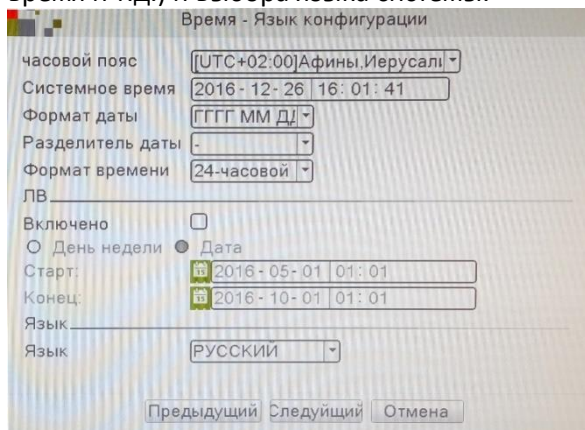 Время - Язык конфигурации
часовой пояс [UTC+02:00]Афины,Иерусали
Системное время 2016 - 12 - 26 16: 01: 41
Формат даты ГГГГ ММ ДД
Разделитель даты -
Формат времени 24-часовой
ЛВ
Включено
День недели Дата
Старт: 2016 - 05 - 01 01: 01
Конец: 2016 - 10 - 01 01: 01
Язык
Язык РУССКИЙ
Предыдущий Следуйщий Отмена